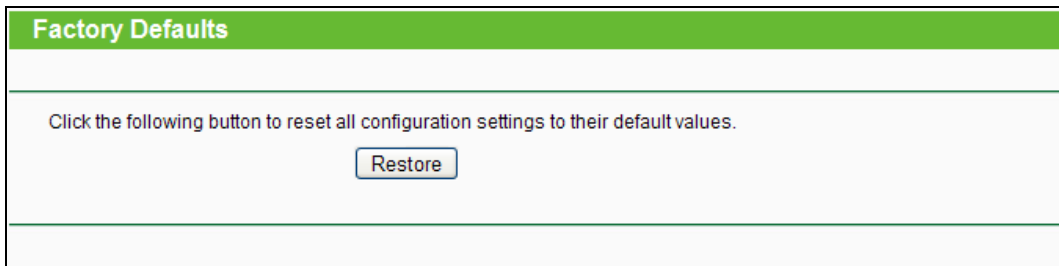 Factory Defaults
Click the following button to reset all configuration settings to their default values.
Restore